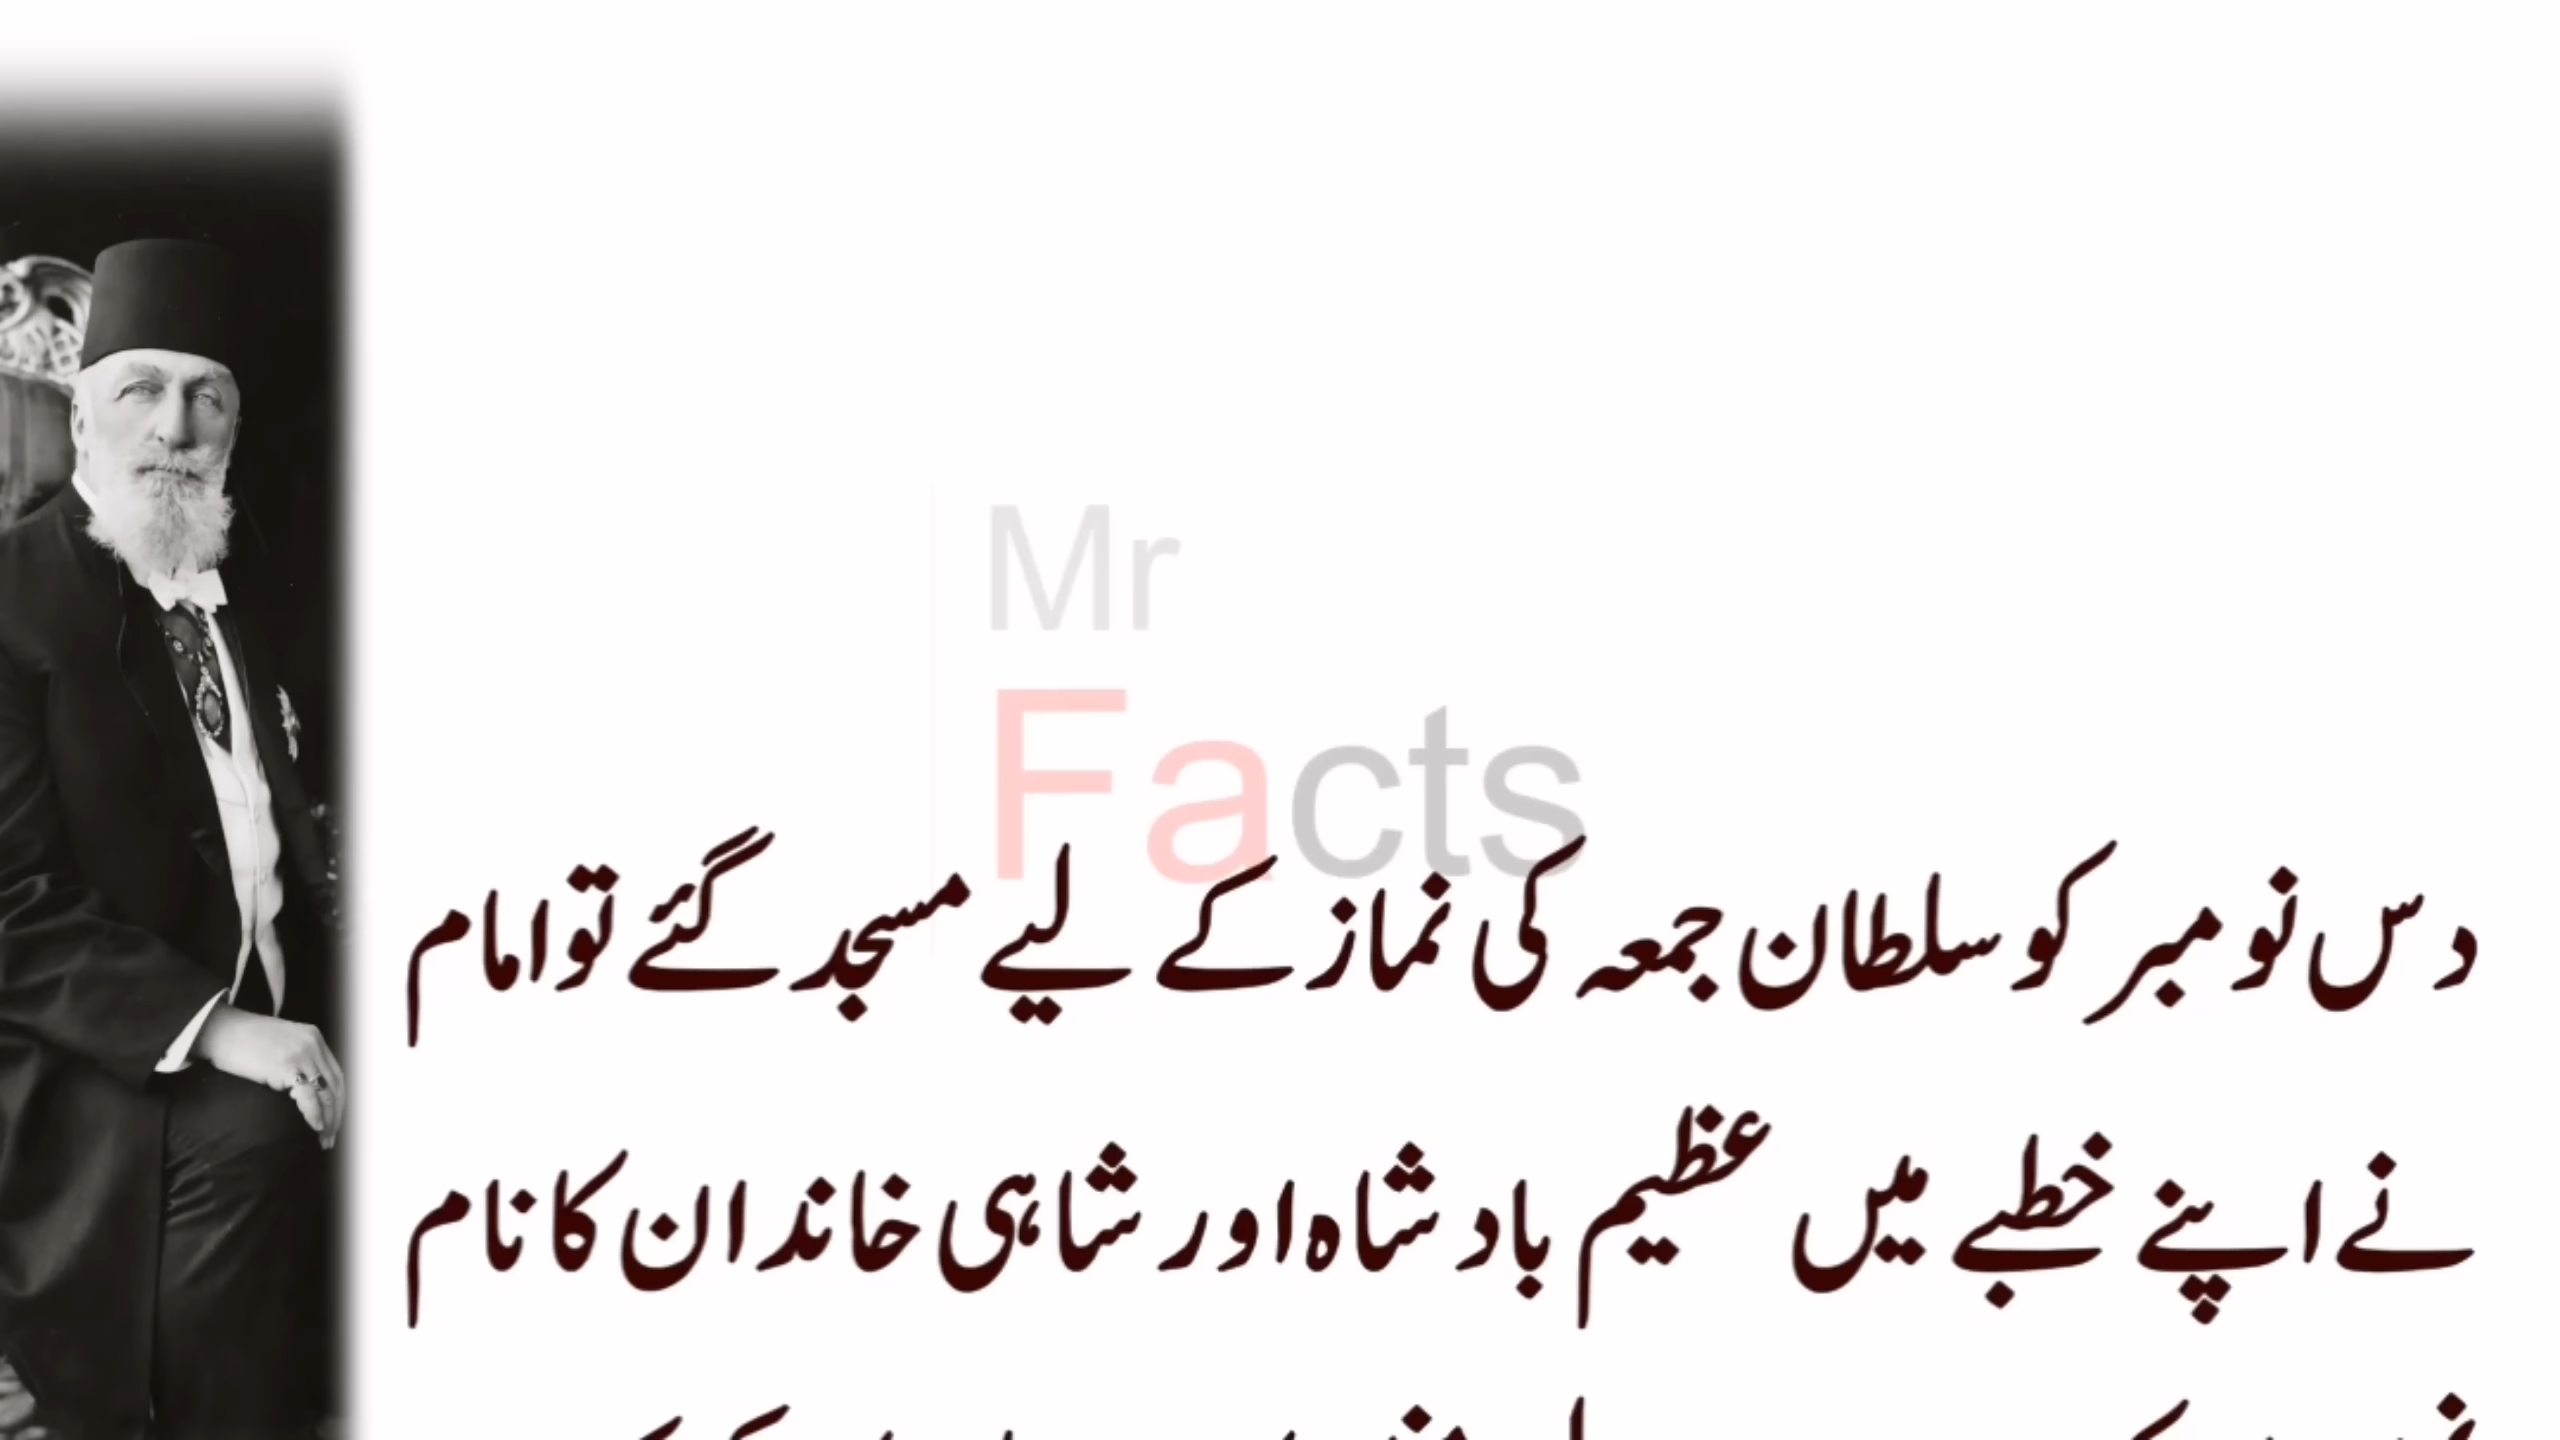 Mr
Facts
دس نومبر کو سلطان جمعہ کی نماز کے لیے مسجد گئے تو امام
نے اپنے خطبے میں عظیم بادشاہ اور شاہی خاندان کا نام